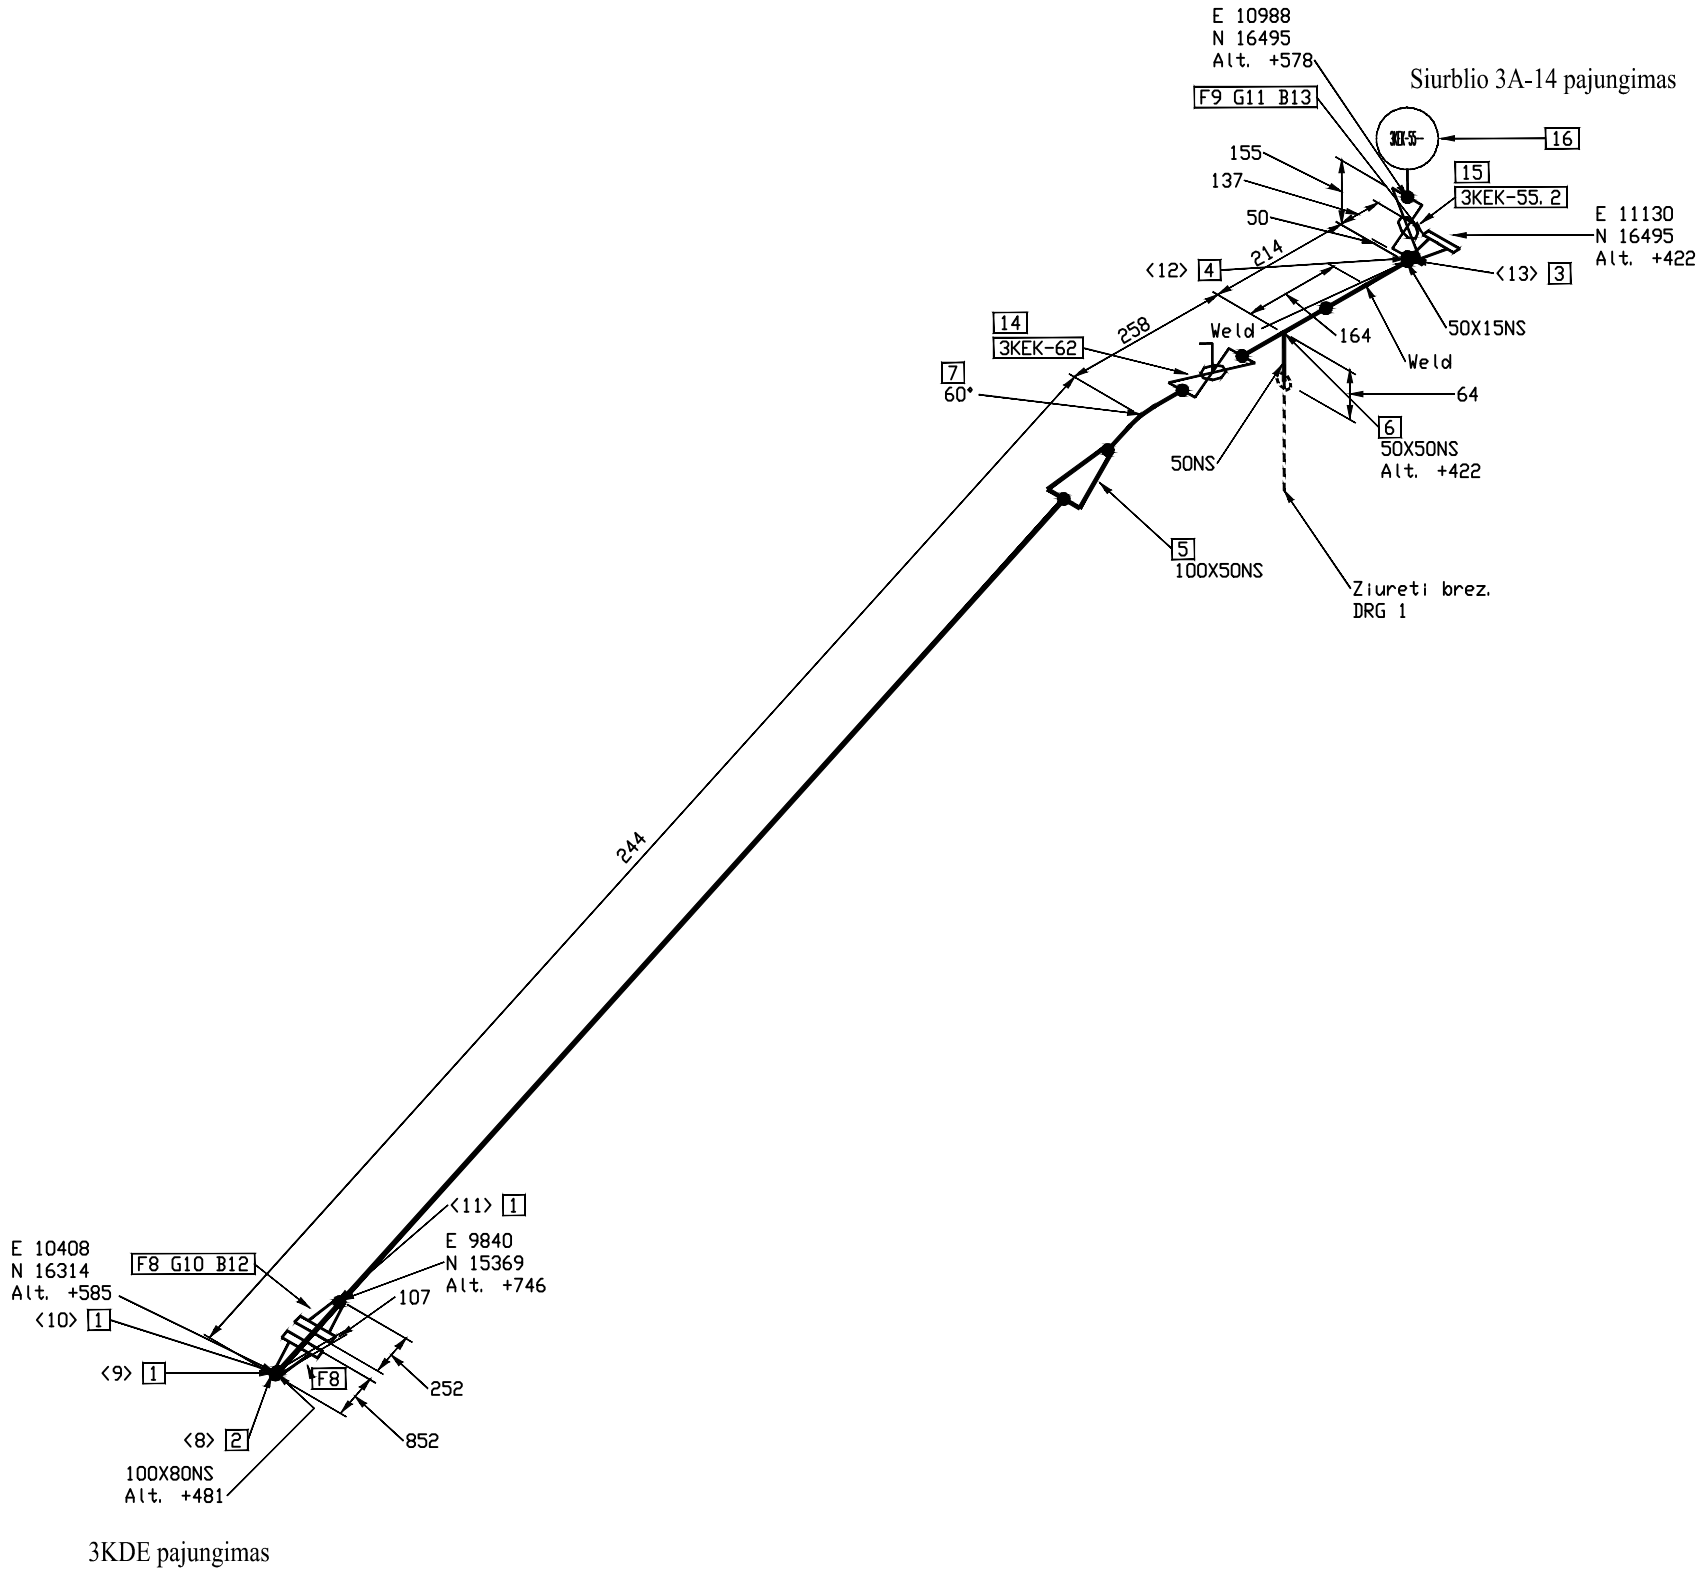 E 10988
N 16495
Alt. +578
Siurblio 3A-14 pajungimas
F9 G11 B13
16
155
15
137
3KEK-55.2
50
E 11130
N 16495
Alt. +422
214
<12> 4
<13> 3
14
258
Weld
164
50X15NS
3KEK-62
Weld
7
60°
64
6
50X50NS
Alt. +422
50NS
5
100X50NS
Ziureti brez.
DRG 1
244
<11> 1
E 10408
N 16314
Alt. +585
F8 G10 B12
E 9840
N 15369
Alt. +746
107
<10> 1
<9> 1
F8
252
<8> 2
852
100X80NS
Alt. +481
3KDE pajungimas